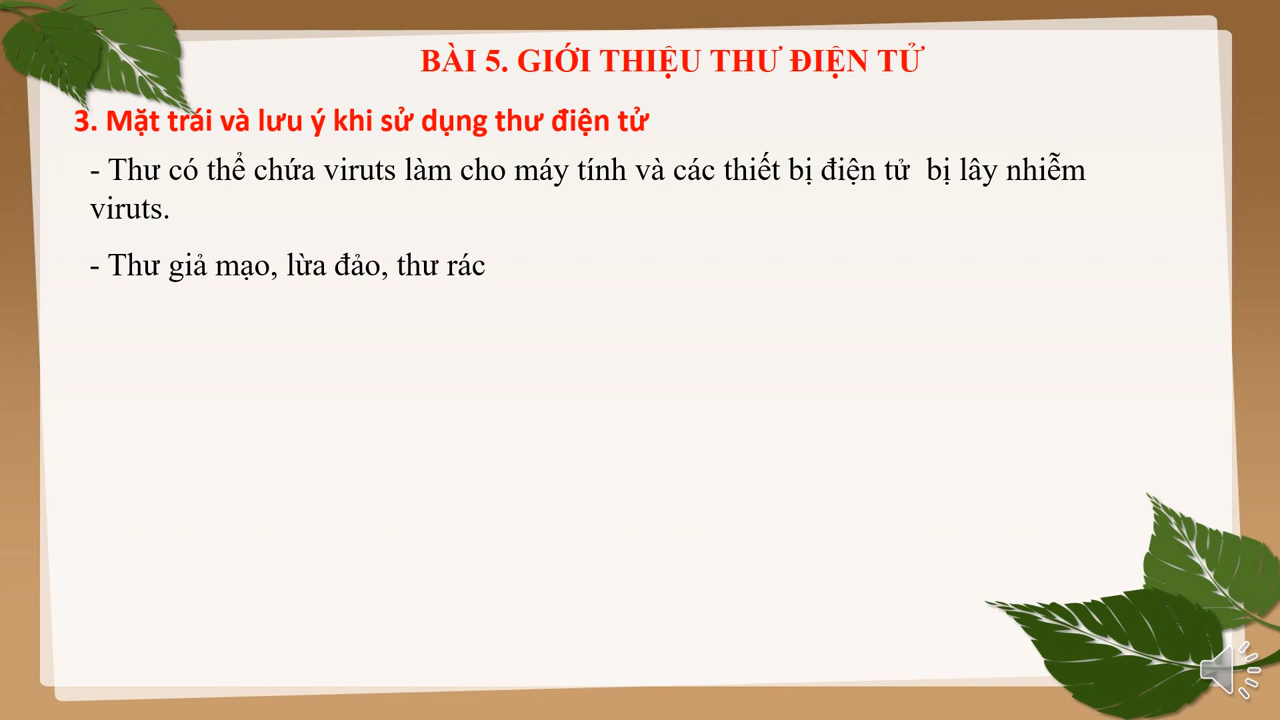 BÀI 5. GIỚI THIỆU THƯ ĐIỆN TỬ
3. Mặt trái và lưu ý khi sử dụng thư điện tử
- Thư có thể chứa viruts làm cho máy tính và các thiết bị điện tử  bị lây nhiễm
viruts.
- Thư giả mạo, lừa đảo, thư rác